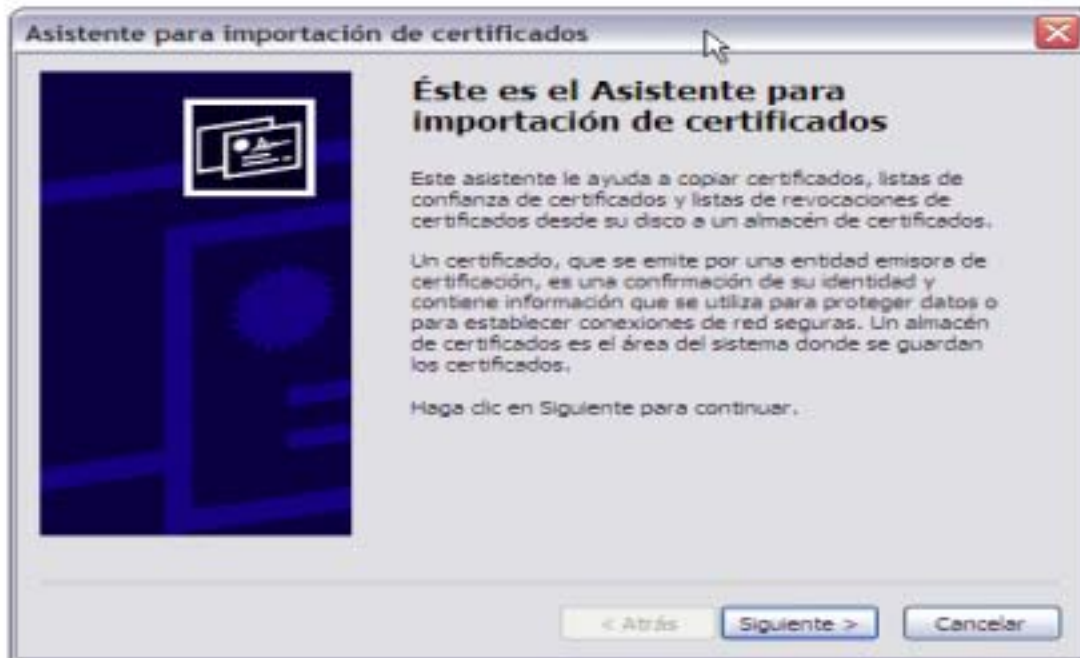 Asistente para importación de certificados
Éste es el Asistente para
importación de certificados
Este asistente le ayuda a copiar certificados, listas de
confianza de certificados y listas de revocaciones de
certificados desde su disco a un almacén de certificados.
Un certificado, que se emite por una entidad emisora de
certificación, es una confirmación de su identidad y
contiene información que se utiliza para proteger datos o
para establecer conexiones de red seguras. Un almacén
de certificados es el área del sistema donde se guardan
los certificados.
Haga clic en Siguiente para continuar.
< Atrás Siguiente > Cancelar